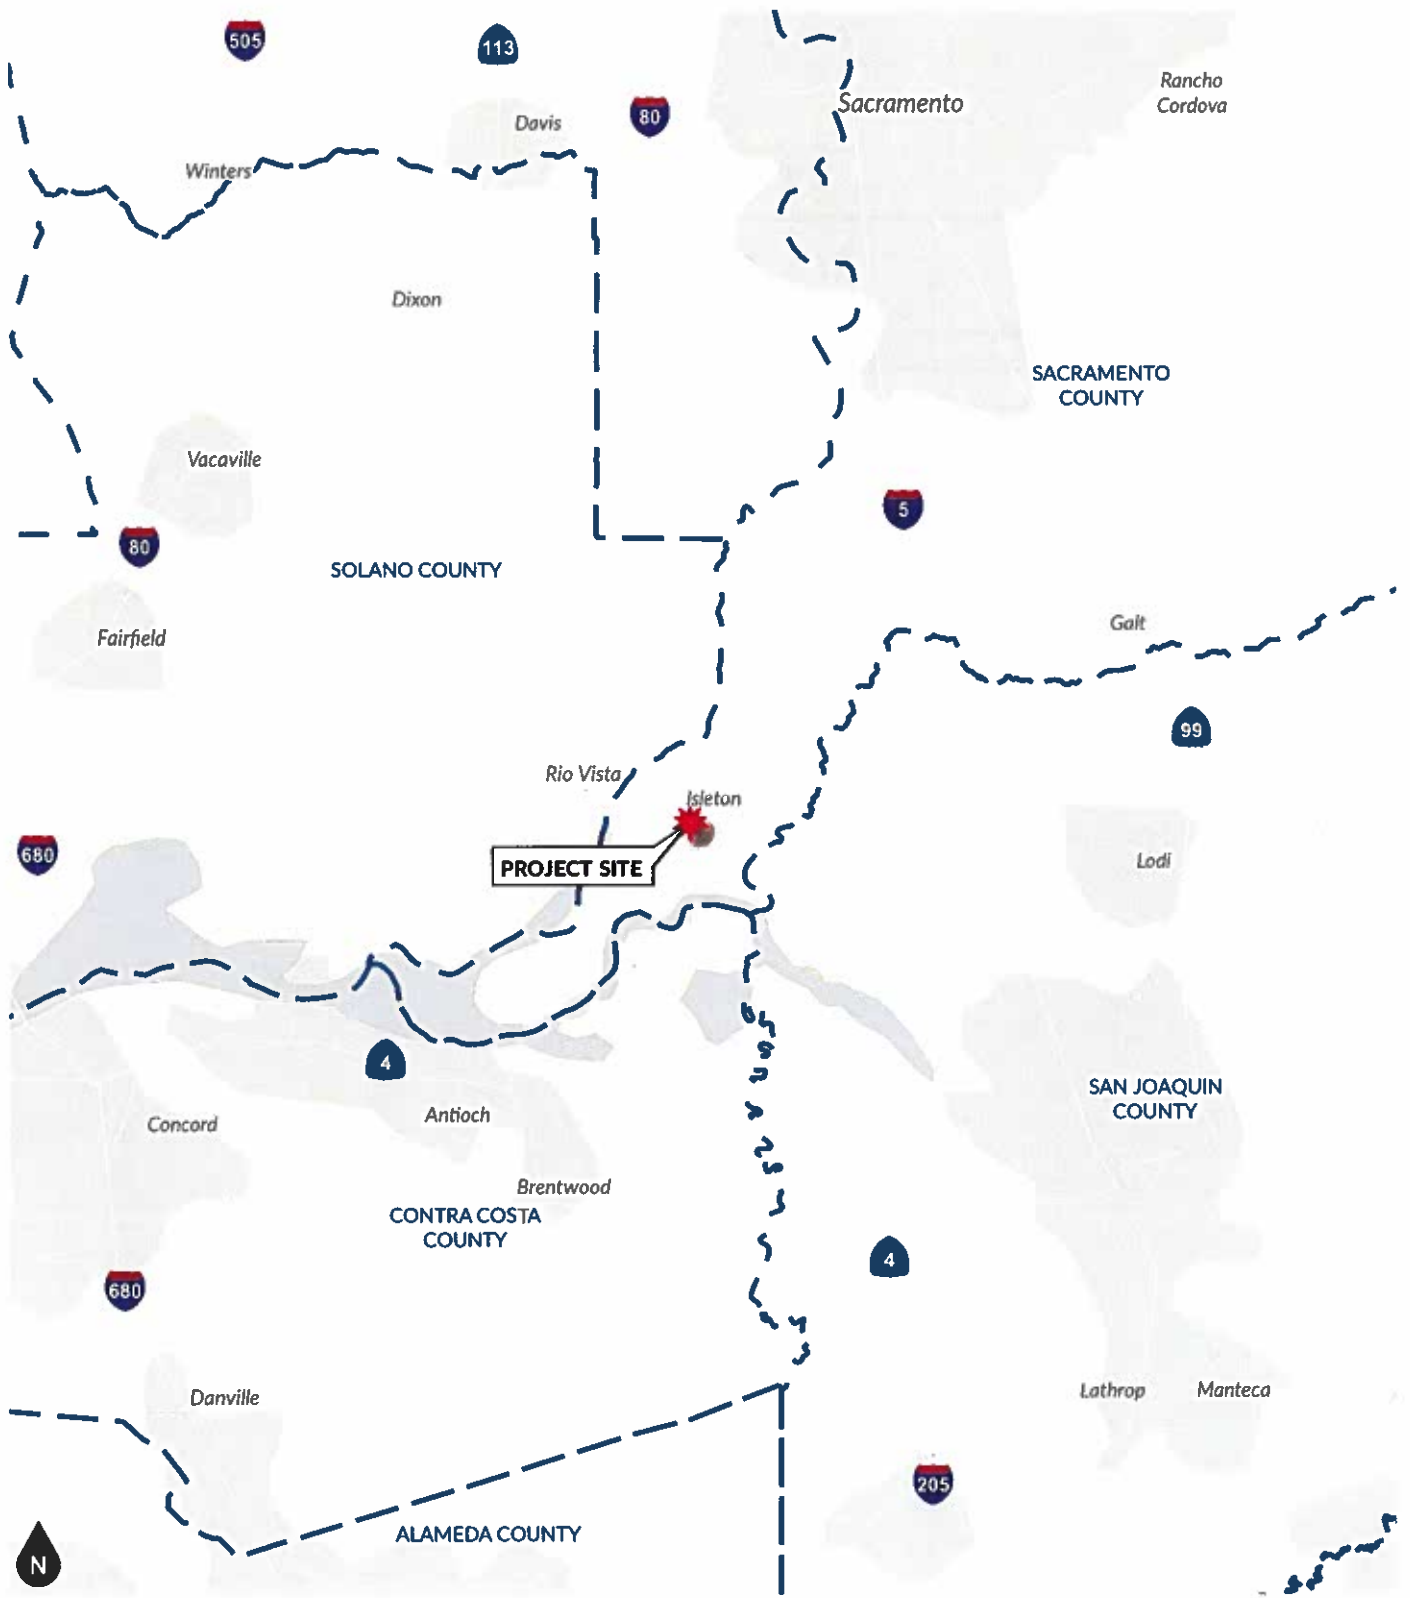 505
113
80
Davis
Sacramento
Rancho
Cordova
Winters
Dixon
SACRAMENTO
COUNTY
Vacaville
5
80
SOLANO COUNTY
Fairfield
Galt
99
Rio Vista
Isleton
680
PROJECT SITE
Lodi
4
SAN JOAQUIN
COUNTY
Concord
Antioch
Brentwood
CONTRA COSTA
COUNTY
4
680
Danville
Lathrop
Manteca
205
ALAMEDA COUNTY
N